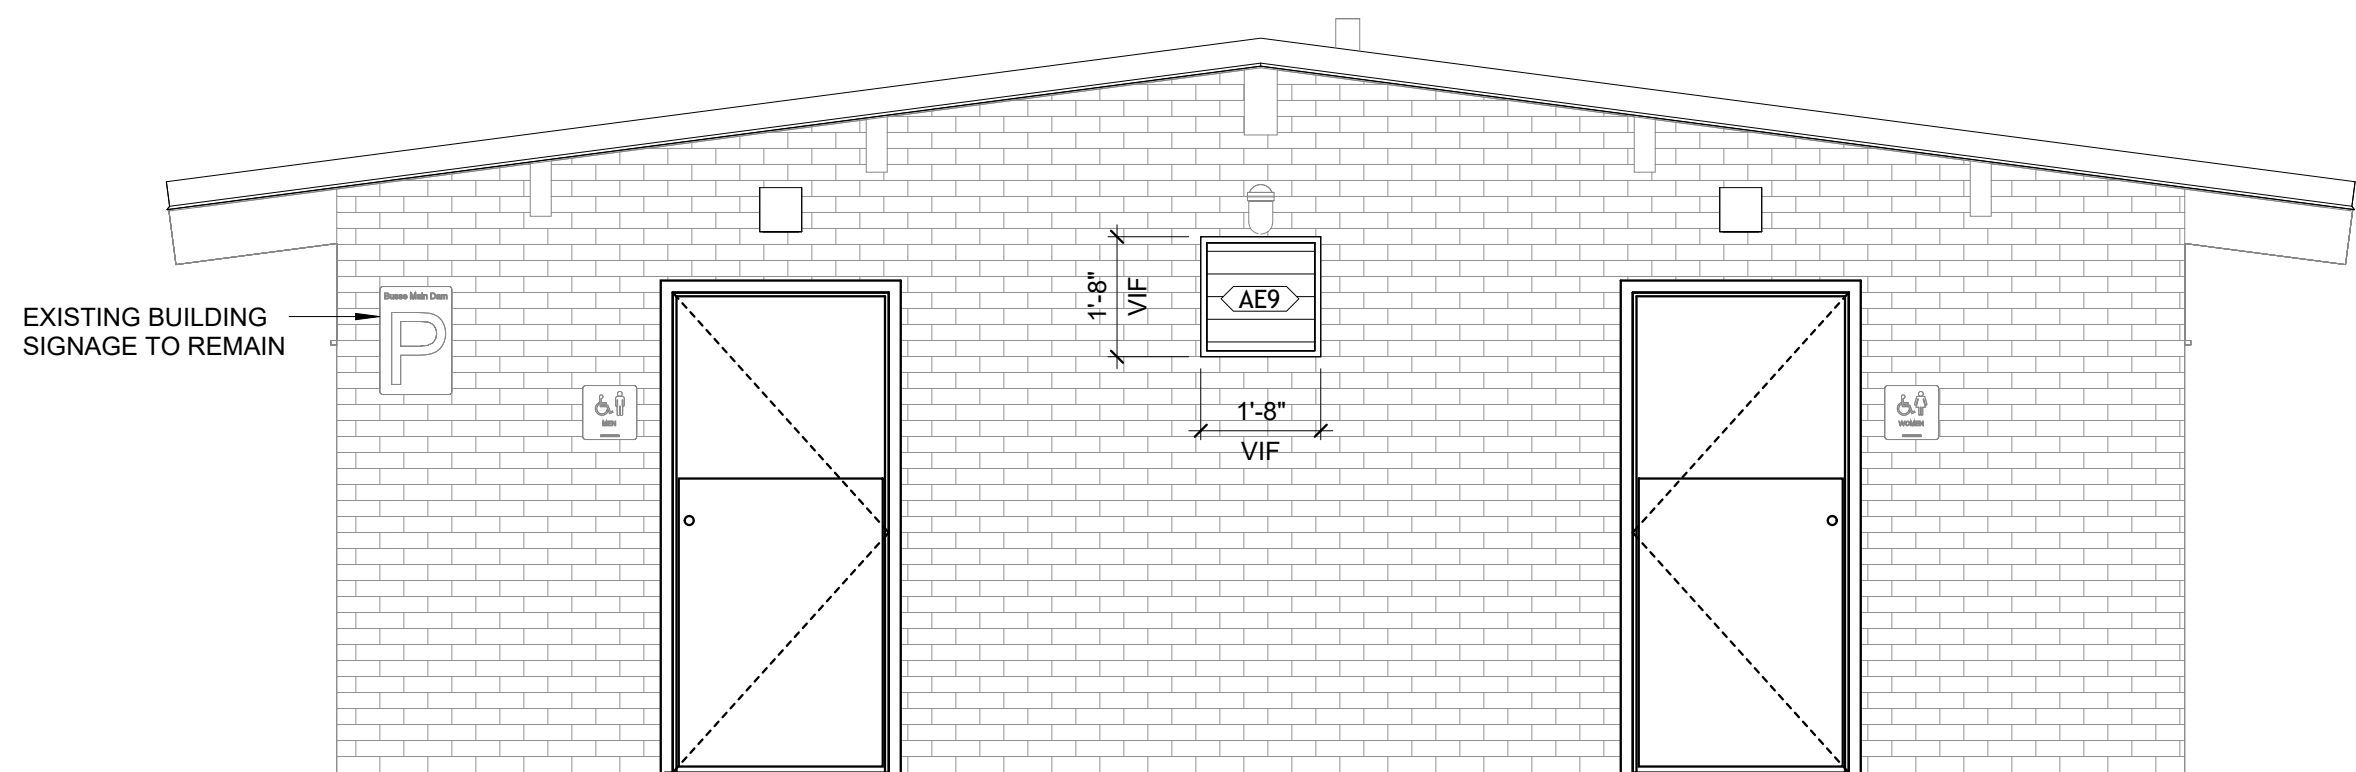 Busse Main Dam
P
EXISTING BUILDING
SIGNAGE TO REMAIN
MEN
1'-8"
VIF
AE9
1'-8"
VIF
WOMEN